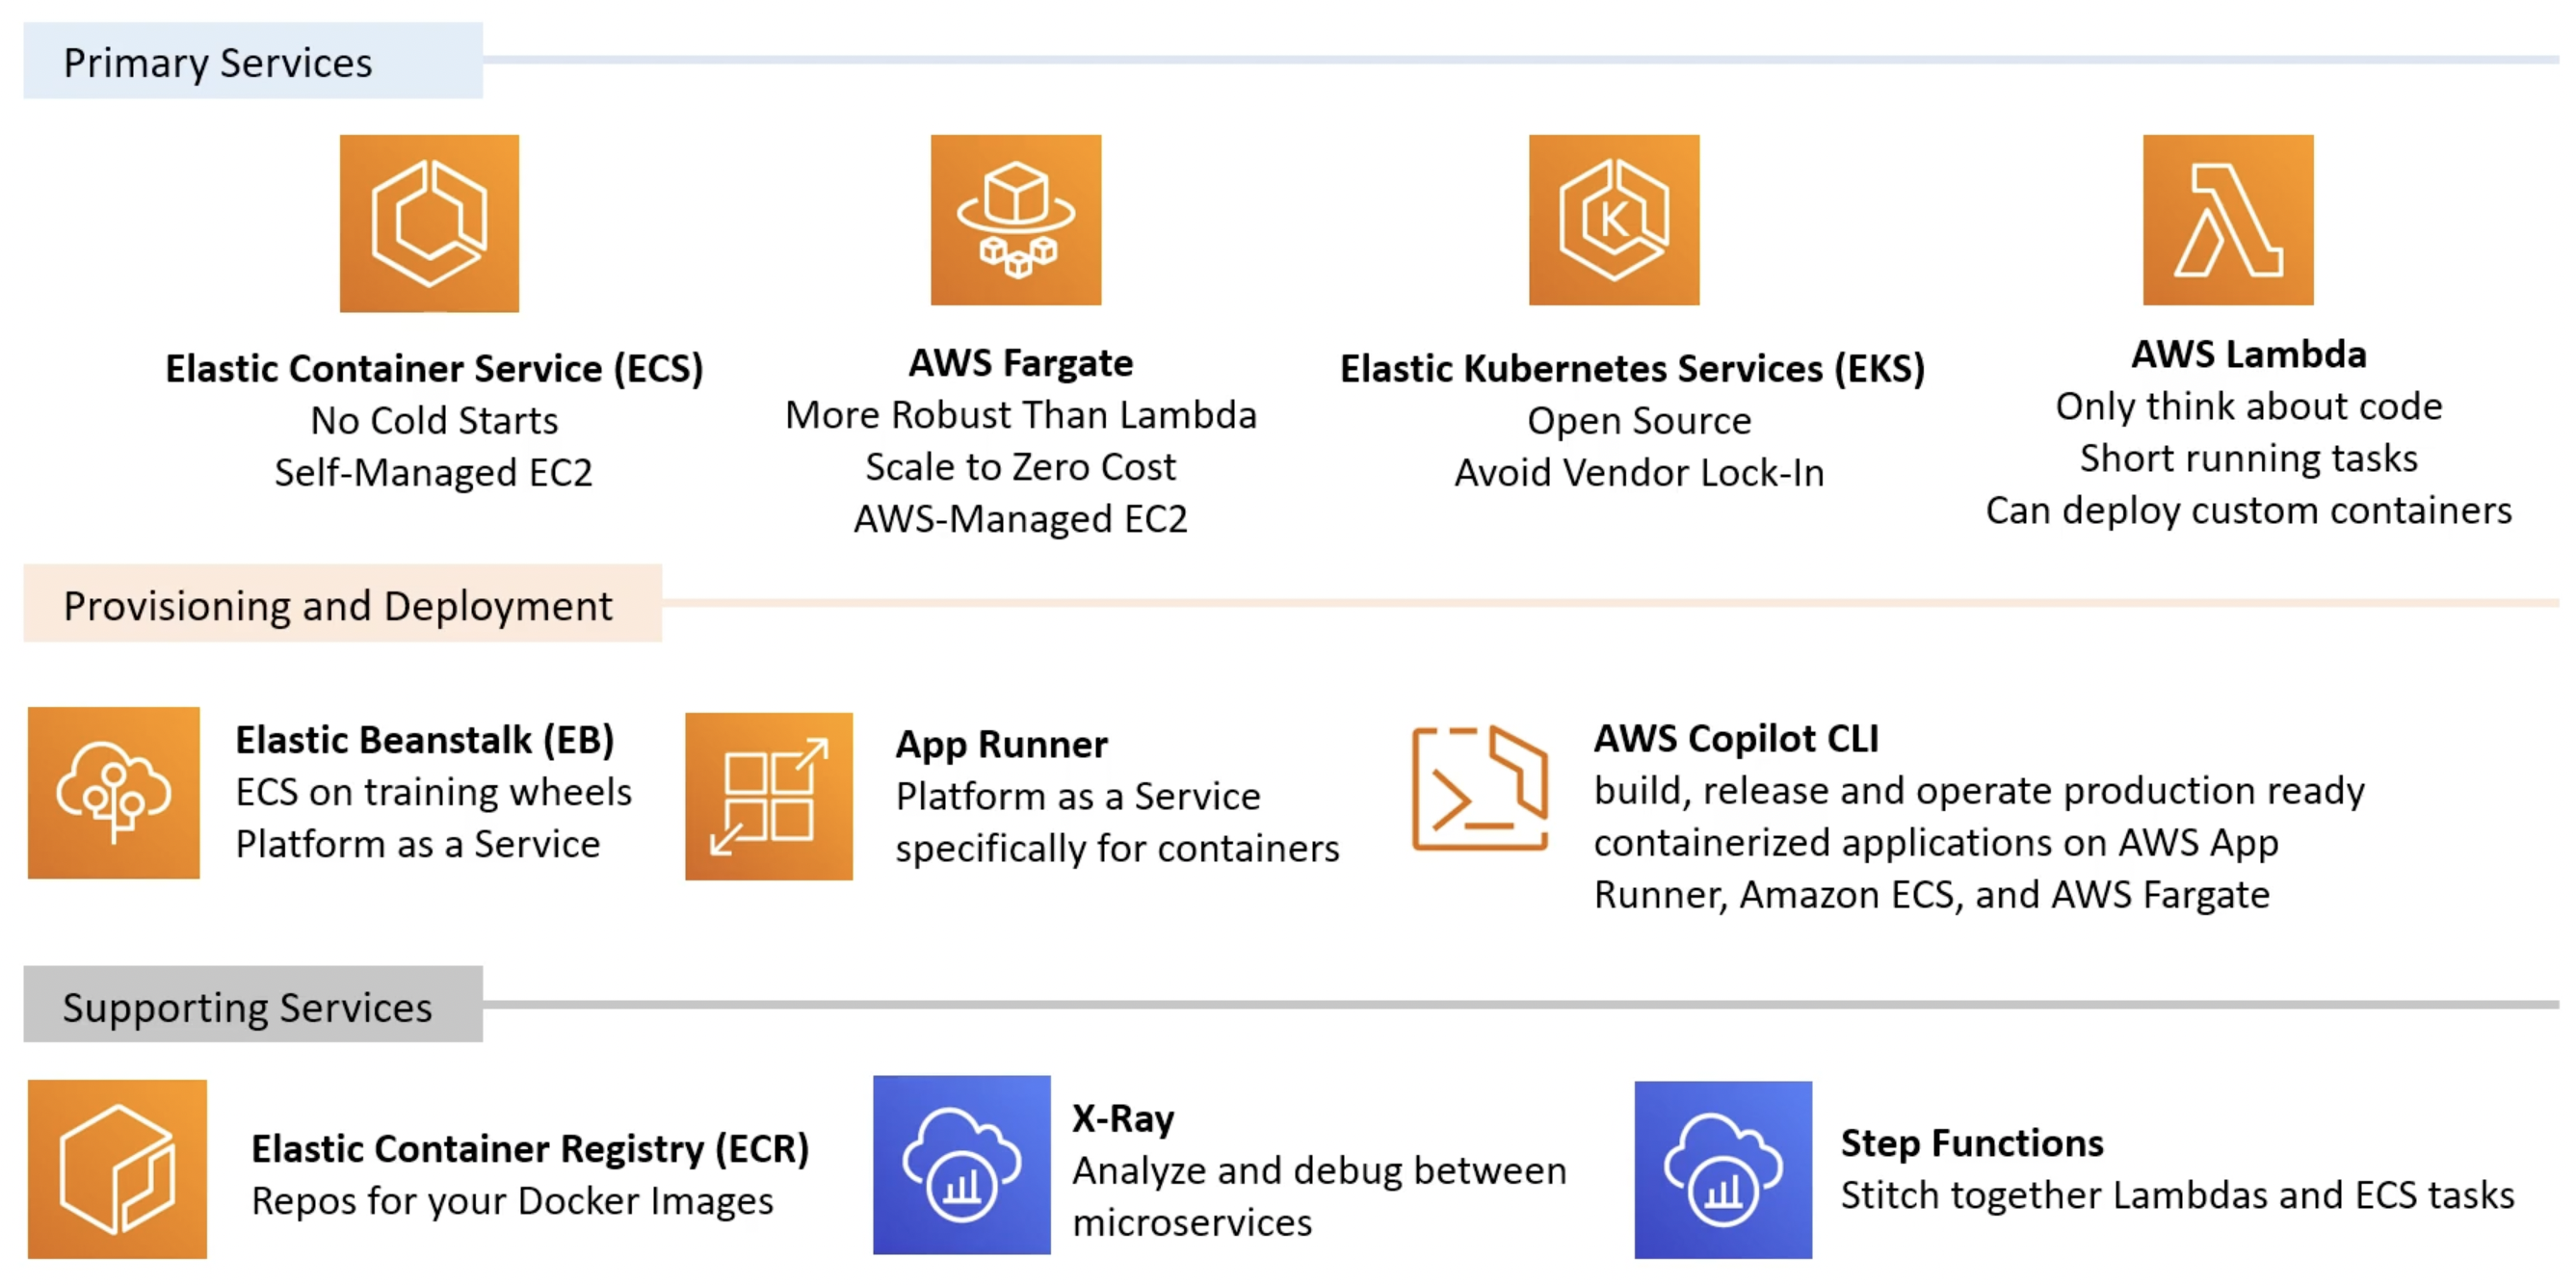 Primary Services
Elastic Container Service (ECS)
No Cold Starts
Self-Managed EC2
AWS Fargate
More Robust Than Lambda
Scale to Zero Cost
AWS-Managed EC2
K
Elastic Kubernetes Services (EKS)
Open Source
Avoid Vendor Lock-In
AWS Lambda
Only think about code
Short running tasks
Can deploy custom containers
Provisioning and Deployment
Elastic Beanstalk (EB)
ECS on training wheels
Platform as a Service
App Runner
Platform as a Service
specifically for containers
AWS Copilot CLI
build, release and operate production ready
containerized applications on AWS App
Runner, Amazon ECS, and AWS Fargate
Supporting Services
Elastic Container Registry (ECR)
Repos for your Docker Images
X-Ray
Analyze and debug between
microservices
Step Functions
Stitch together Lambdas and ECS tasks